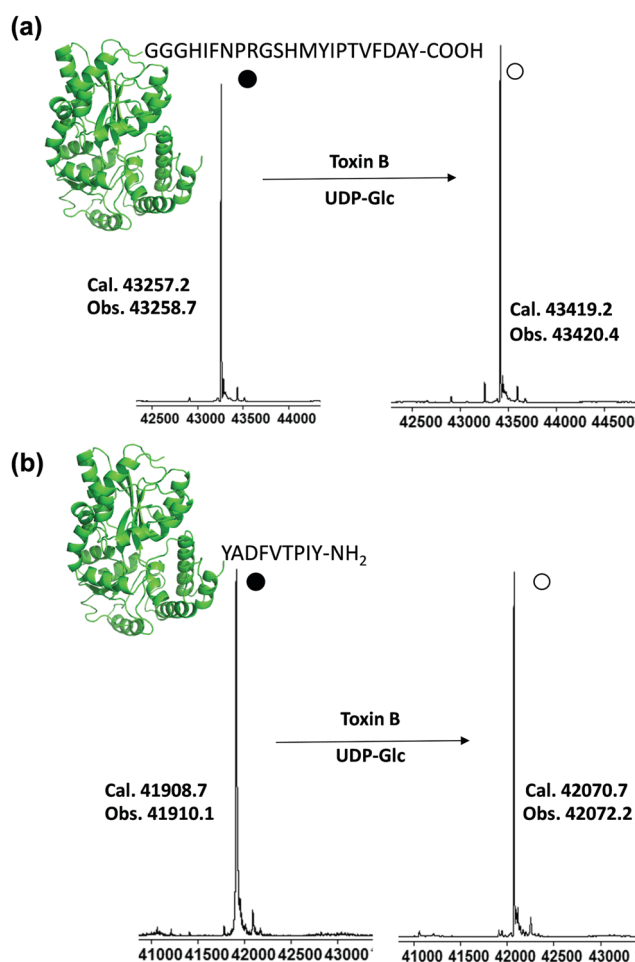 (a)
GGGHIFNPRGSHMYIPTVFDAY-COOH
Toxin B
UDP-Glc
Cal. 43257.2
Obs. 43258.7
Cal. 43419.2
Obs. 43420.4
42500 43000 43500 44000
42500 43000 43500 44000 44500
(b)
YADFVTPIY-NH₂
Toxin B
UDP-Glc
Cal. 41908.7
Obs. 41910.1
Cal. 42070.7
Obs. 42072.2
41000 41500 42000 42500 43000
41000 41500 42000 42500 43000